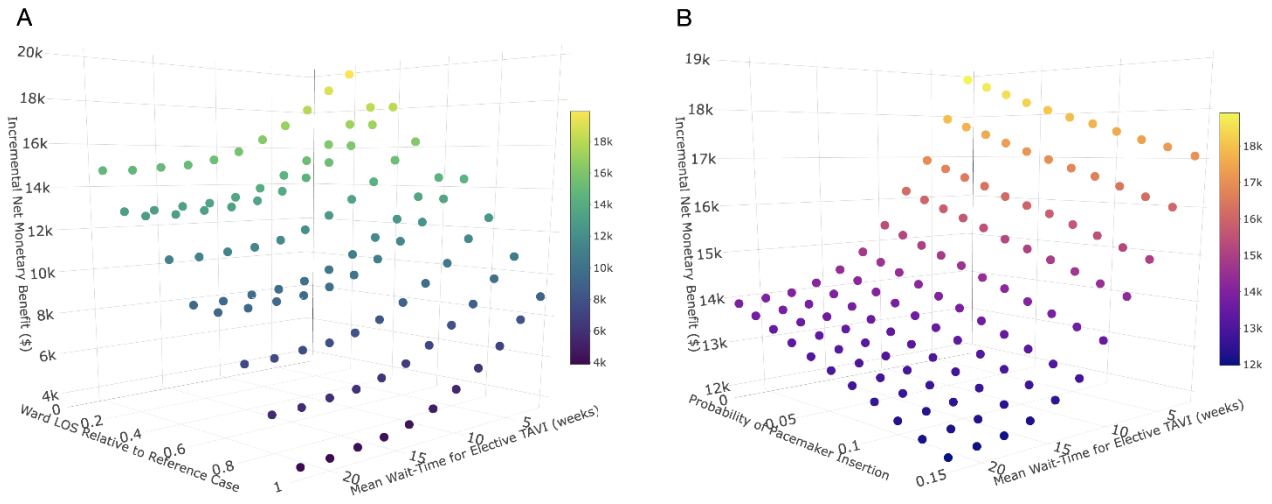 A
20k
18k
16k
14k
12k
10k
8k
6k
4k
Incremental Net Monetary Benefit ($)
0
0.2
0.4
0.6
0.8
1
Ward LOS Relative to Reference Case
20
15
10
5
Mean Wait-Time for Elective TAVI (weeks)
18k
16k
14k
12k
10k
8k
6k
4k
B
19k
18k
17k
16k
15k
14k
13k
12k
Incremental Net Monetary Benefit ($)
0
0.05
0.1
0.15
Probability of Pacemaker Insertion
20
15
10
5
Mean Wait-Time for Elective TAVI (weeks)
18k
17k
16k
15k
14k
13k
12k